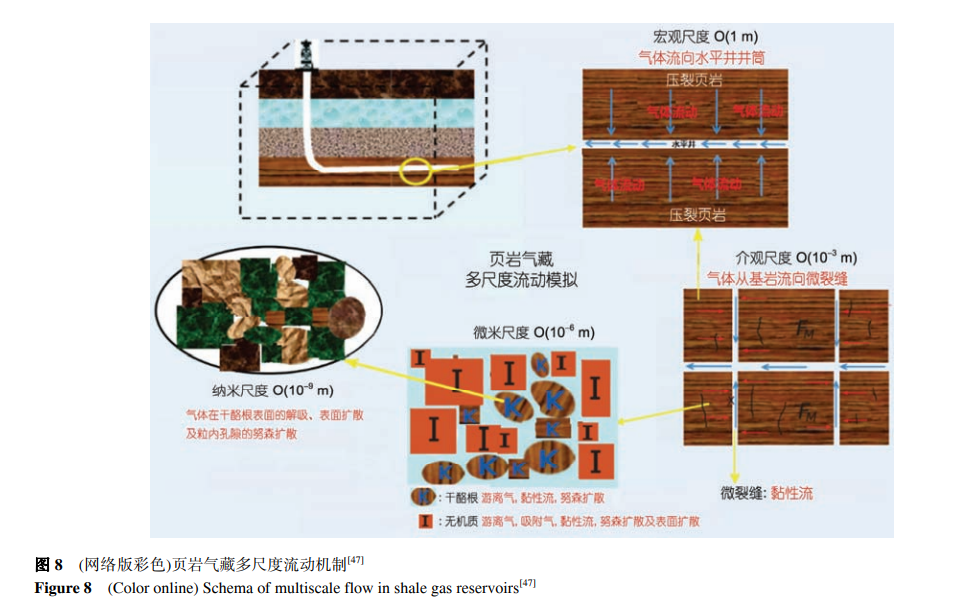 宏观尺度 O(1 m)
气体流向水平井井筒
压裂页岩
气体流动 气体流动
水平井
气体流动 气体流动
压裂页岩
页岩气藏
多尺度流动模拟
介观尺度 O(10⁻³ m)
气体从基岩流向微裂缝
F_M
F_M
K
微裂缝: 黏性流
微米尺度 O(10⁻⁶ m)
I I I I I
K K K
I K K
I I I I
K K K K I
K : 干酪根 游离气, 黏性流, 努森扩散
I : 无机质 游离气, 吸附气, 黏性流, 努森扩散及表面扩散
纳米尺度 O(10⁻⁹ m)
气体在干酪根表面的解吸、表面扩散
及粒内孔隙的努森扩散
图 8 (网络版彩色)页岩气藏多尺度流动机制[47]
Figure 8 (Color online) Schema of multiscale flow in shale gas reservoirs[47]